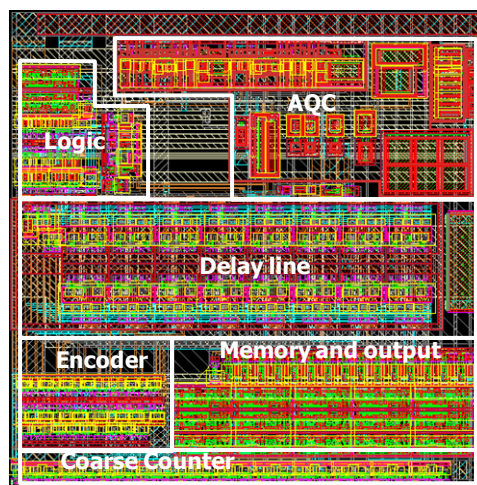 AQC
Logic
Delay line
Encoder
Memory and output
Coarse Counter